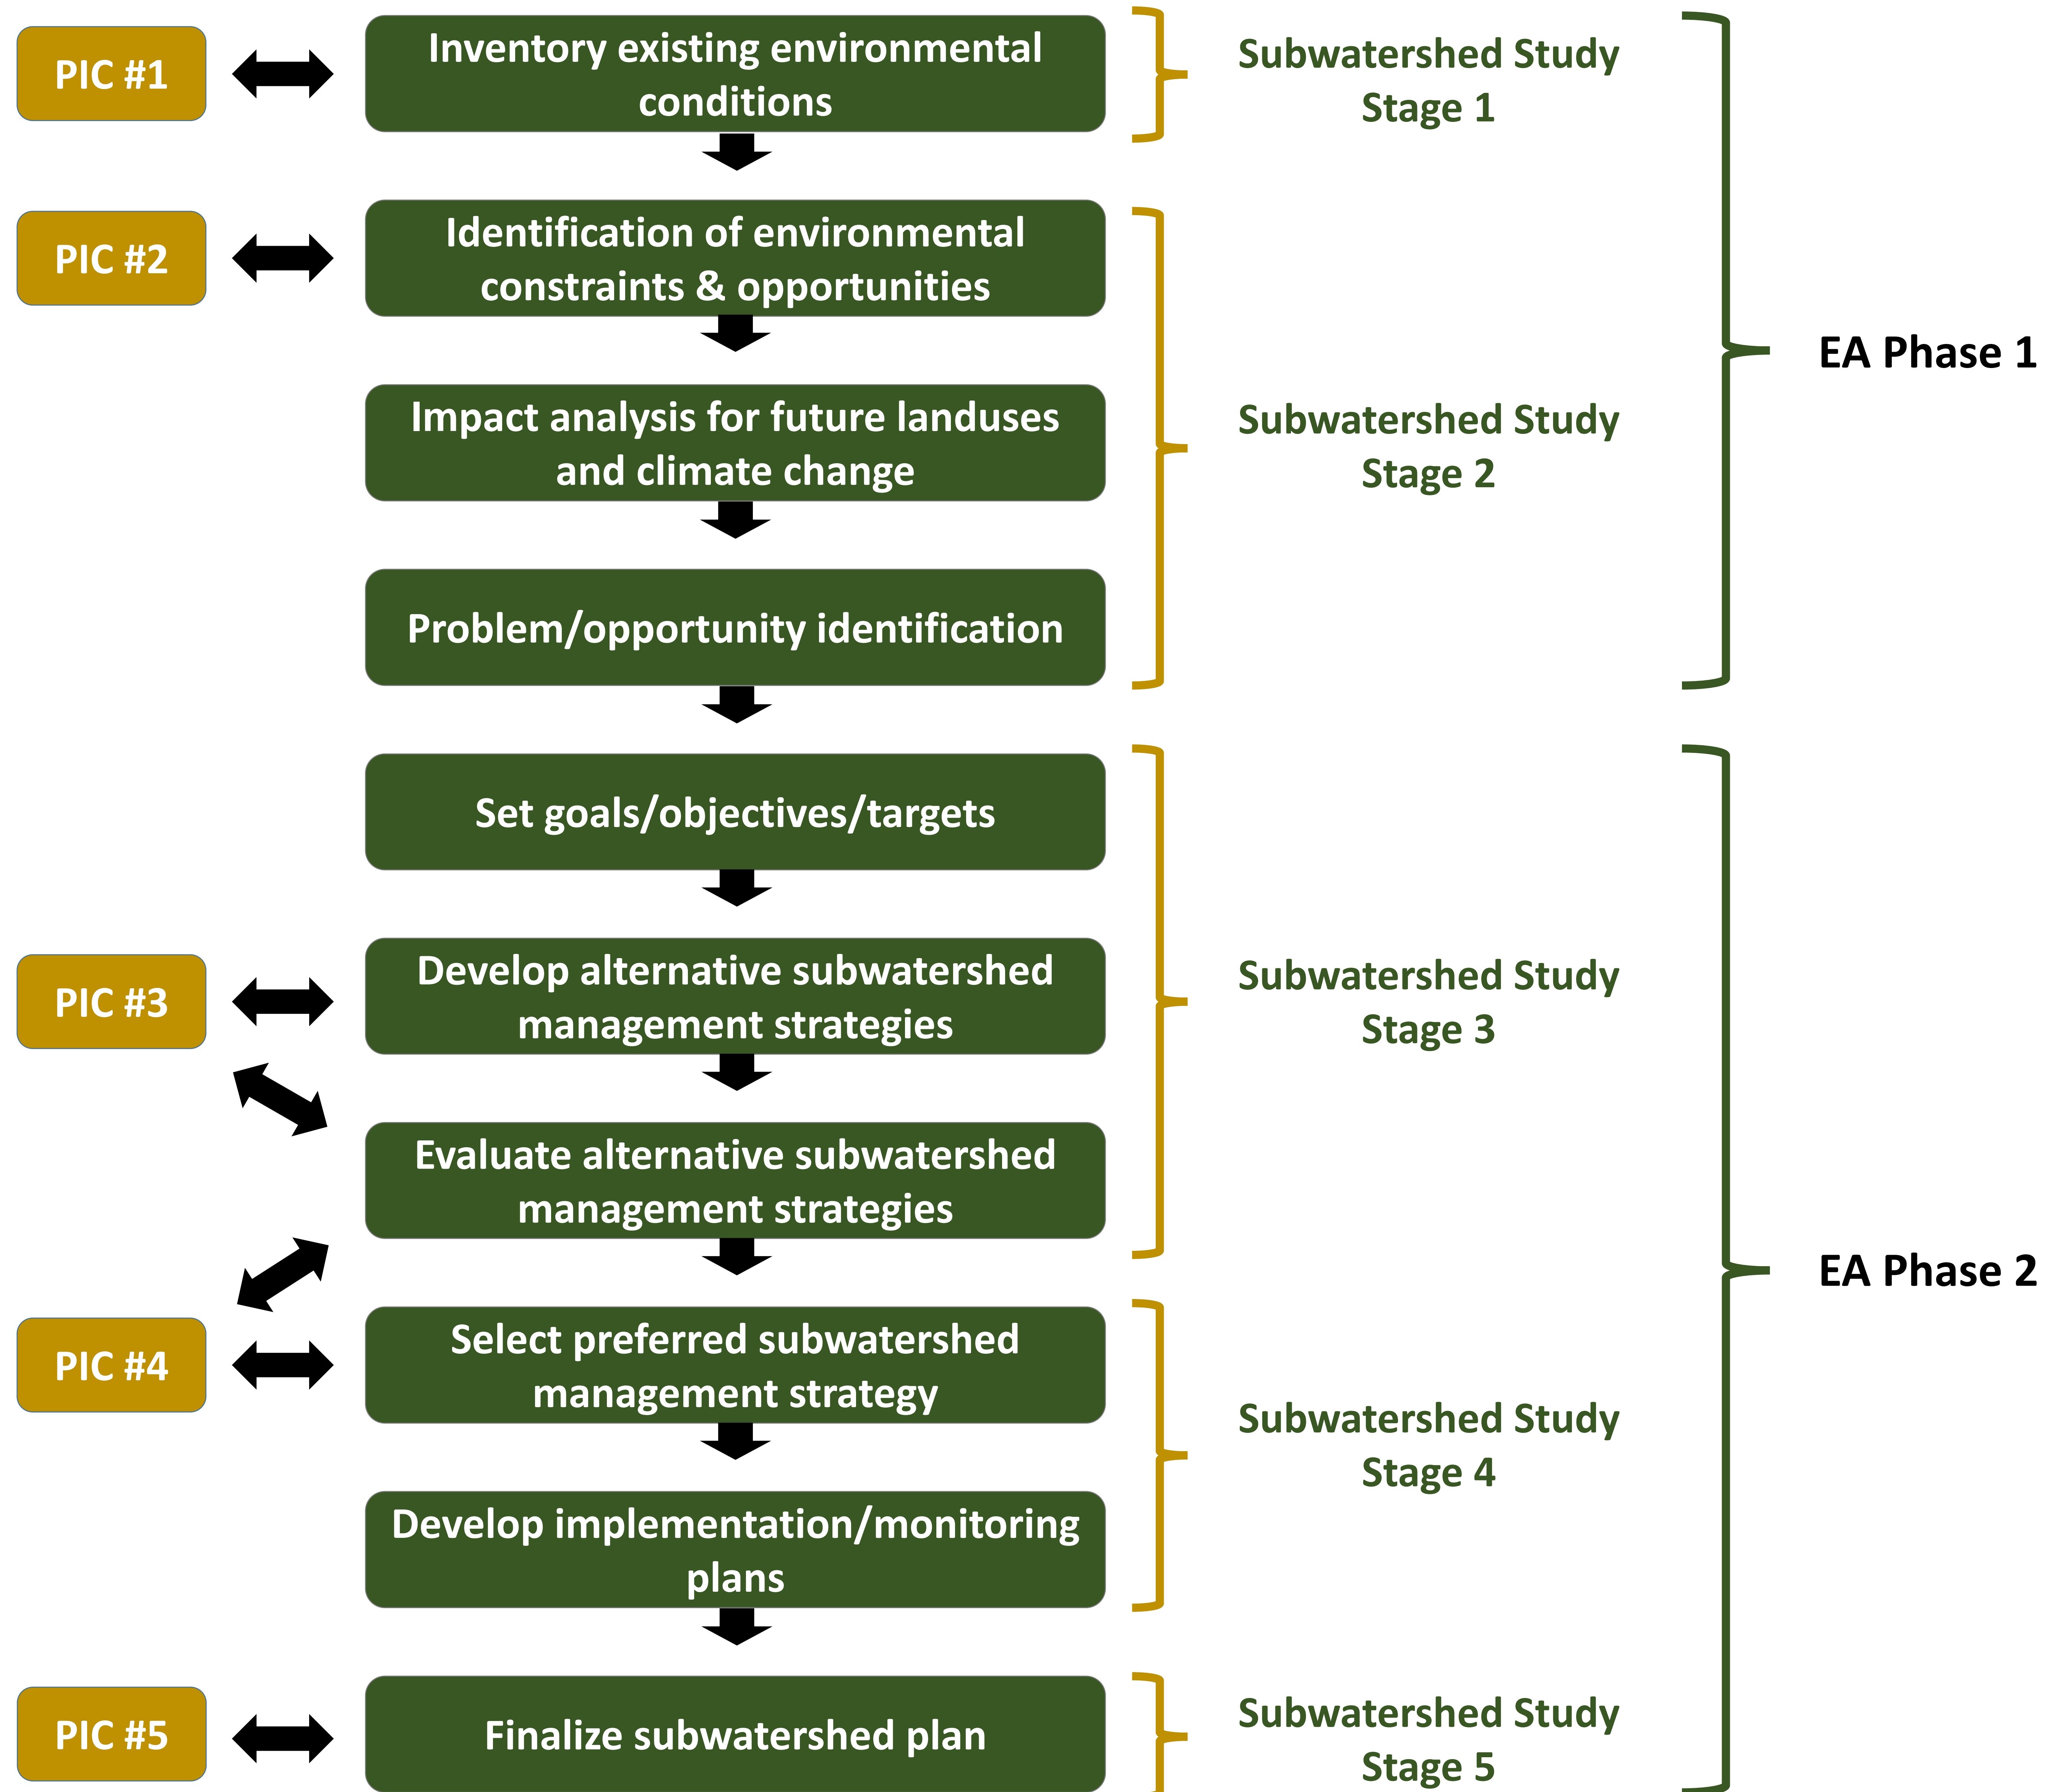 PIC #1
Inventory existing environmental
conditions
Subwatershed Study
Stage 1
PIC #2
Identification of environmental
constraints & opportunities
Impact analysis for future landuses
and climate change
Subwatershed Study
Stage 2
EA Phase 1
Problem/opportunity identification
Set goals/objectives/targets
PIC #3
Develop alternative subwatershed
management strategies
Subwatershed Study
Stage 3
Evaluate alternative subwatershed
management strategies
EA Phase 2
PIC #4
Select preferred subwatershed
management strategy
Subwatershed Study
Stage 4
Develop implementation/monitoring
plans
PIC #5
Finalize subwatershed plan
Subwatershed Study
Stage 5